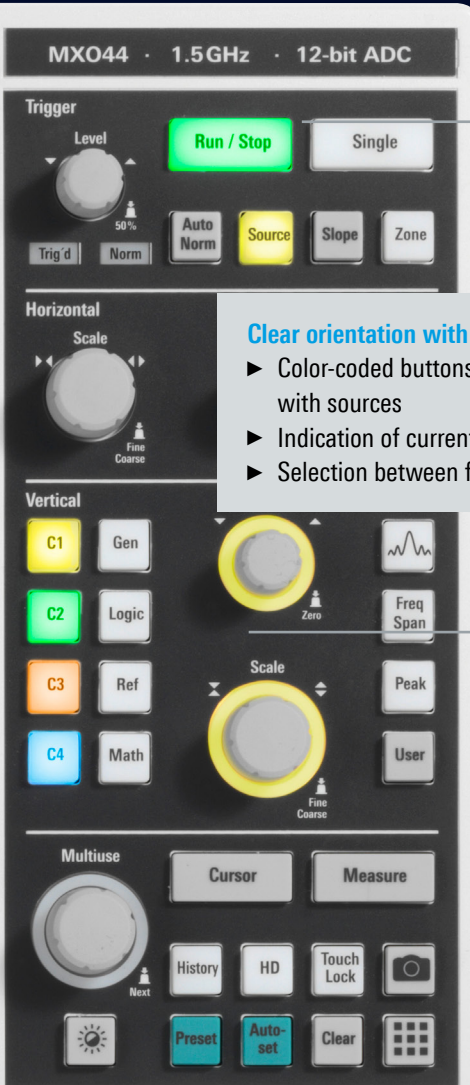 MXO44 · 1.5 GHz · 12-bit ADC
Trigger
Level
Run / Stop
Single
50%
Auto
Norm
Source
Slope
Zone
Trig´d
Norm
Horizontal
Scale
Fine
Coarse
Clear orientation with
► Color-coded buttons
with sources
► Indication of current
► Selection between f
Vertical
C1
Gen
C2
Logic
Zero
Freq
Span
C3
Ref
Scale
Peak
C4
Math
User
Fine
Coarse
Multiuse
Cursor
Measure
Next
History
HD
Touch
Lock
Preset
Auto-
set
Clear